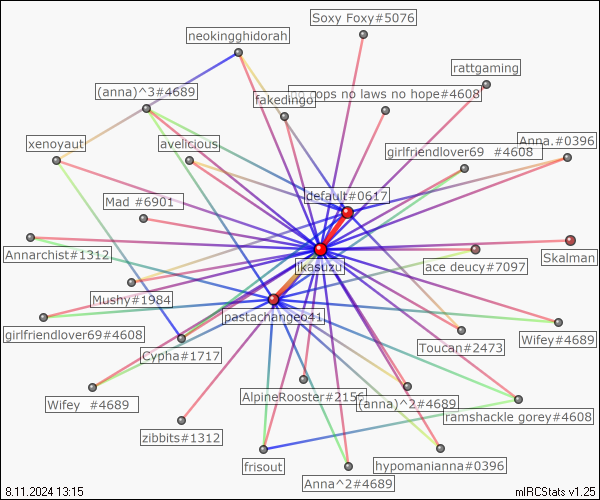 Soxy Foxy#5076
neokingghidorah
rattgaming
(anna)^3#4689
no cops no laws no hope#4608
fakedingo
Anna.#0396
xenoyaut
avelicious
girlfriendlover69 #4608
default#0617
Mad #6901
Annarchist#1312
Skalman
ikasuzu
ace deucy#7097
Mushy#1984
pastachangeo41
girlfriendlover69#4608
Wifey#4689
Toucan#2473
Cypha#1717
AlpineRooster#2156
(anna)^2#4689
Wifey #4689
ramshackle gorey#4608
zibbits#1312
frisout
hypomanianna#0396
Anna^2#4689
8.11.2024 13:15
mIRCStats v1.25